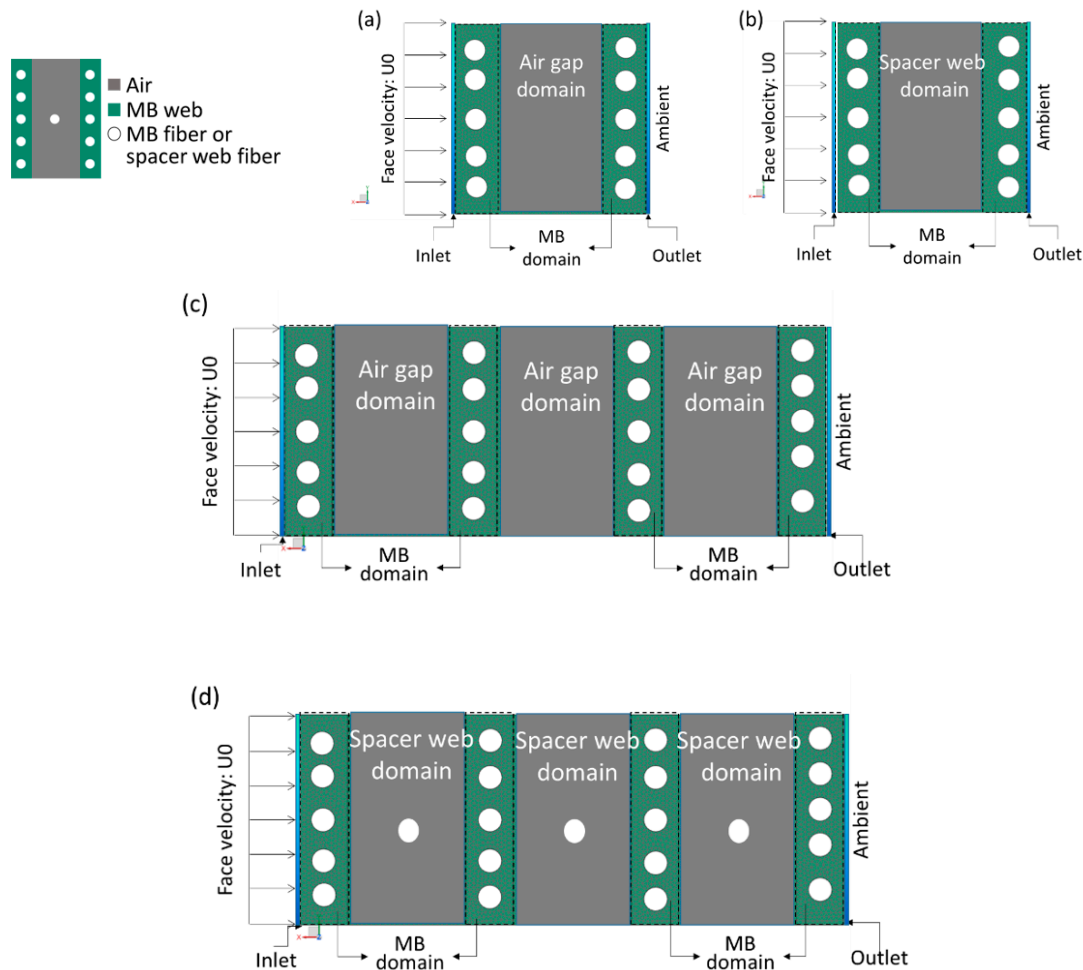 Air
MB web
MB fiber or
spacer web fiber
(a)
Face velocity: U0
Air gap
domain
Ambient
Inlet
MB
domain
Outlet
(b)
Face velocity: U0
Spacer web
domain
Ambient
Inlet
MB
domain
Outlet
(c)
Face velocity: U0
Air gap
domain
Air gap
domain
Air gap
domain
Ambient
Inlet
MB
domain
MB
domain
Outlet
(d)
Face velocity: U0
Spacer web
domain
Spacer web
domain
Spacer web
domain
Ambient
Inlet
MB
domain
MB
domain
Outlet